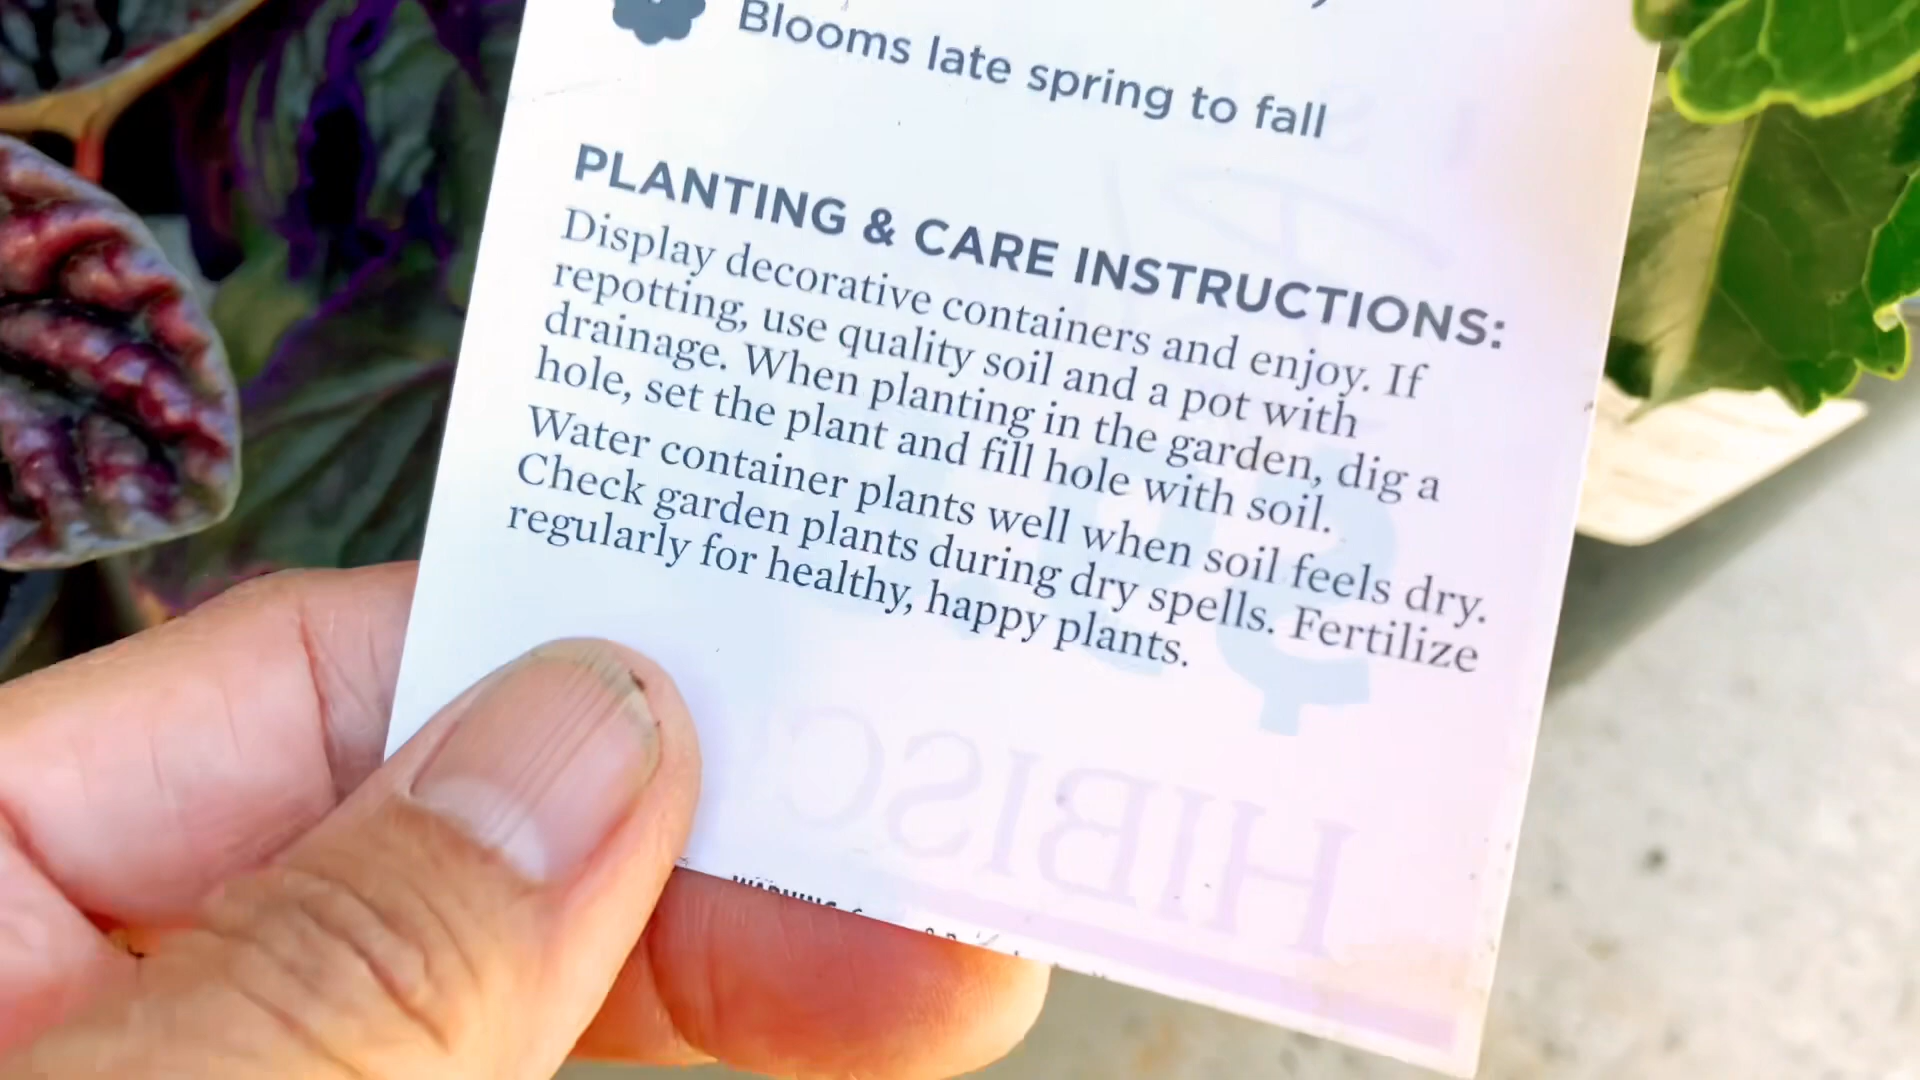 Blooms late spring to fall
PLANTING & CARE INSTRUCTIONS:
Display decorative containers and enjoy. If
repotting, use quality soil and a pot with
drainage. When planting in the garden, dig a
hole, set the plant and fill hole with soil.
Water container plants well when soil feels dry.
Check garden plants during dry spells. Fertilize
regularly for healthy, happy plants.
HIBISC
WARNING